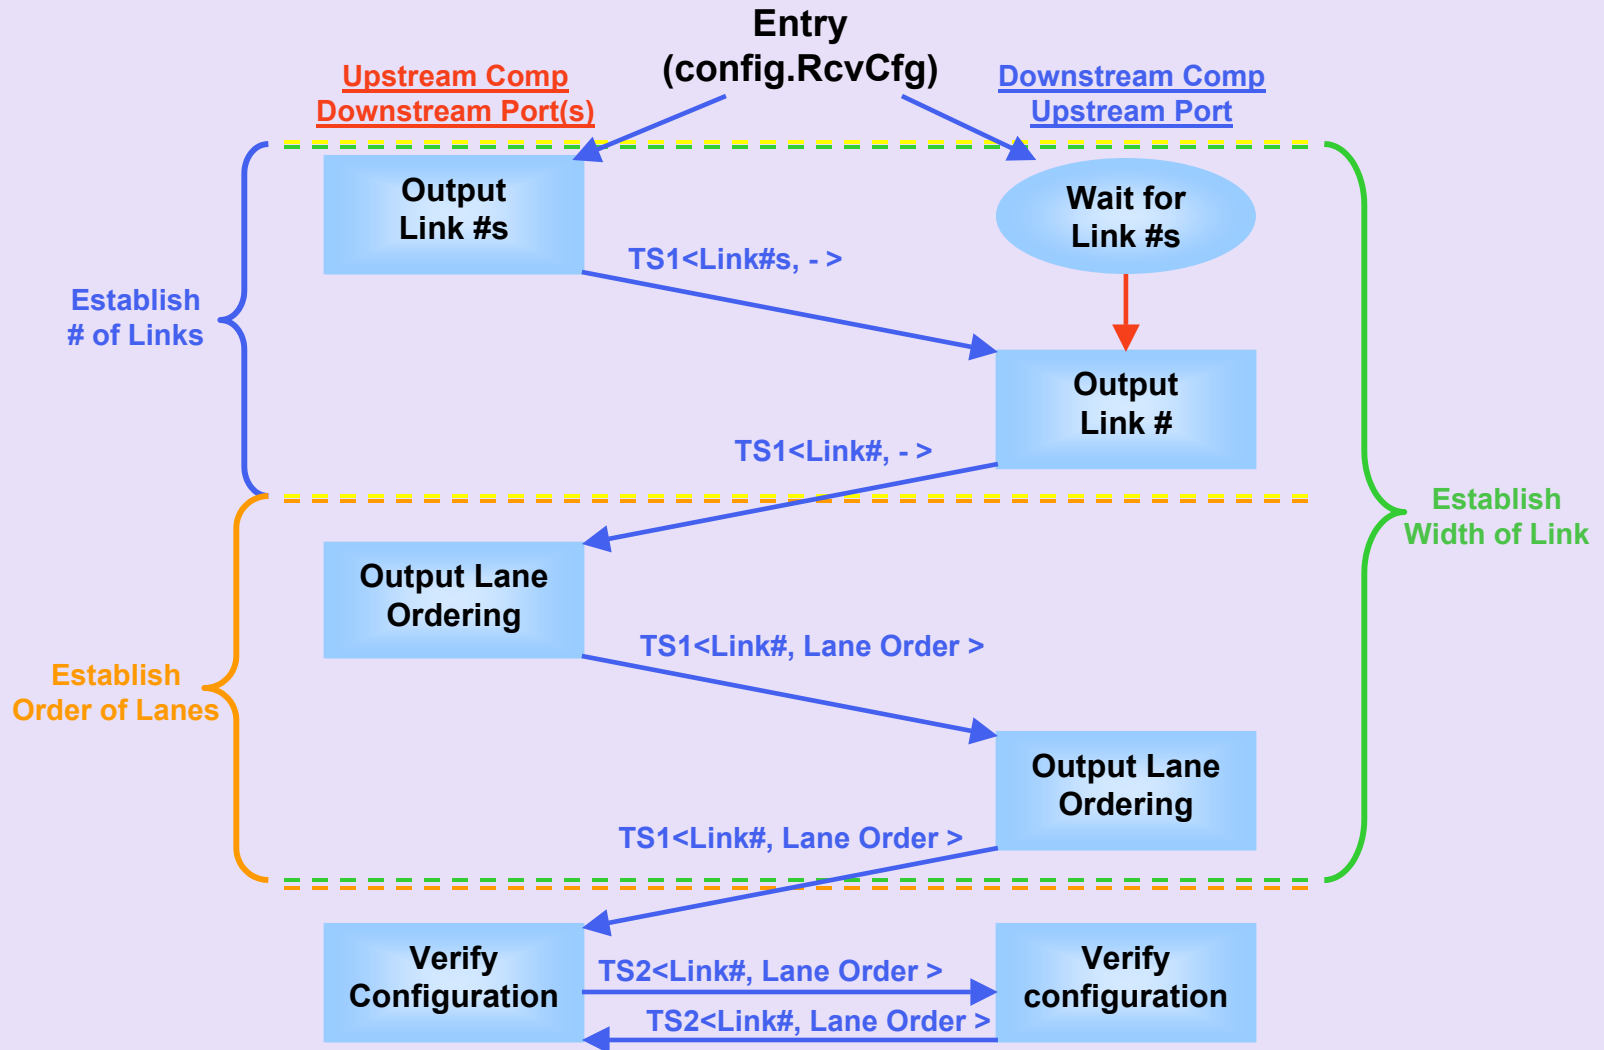 Entry
(config.RcvCfg)
Upstream Comp
Downstream Port(s)
Downstream Comp
Upstream Port
Output
Link #s
Wait for
Link #s
TS1<Link#s, - >
Establish
# of Links
Output
Link #
TS1<Link#, - >
Establish
Width of Link
Output Lane
Ordering
TS1<Link#, Lane Order >
Establish
Order of Lanes
Output Lane
Ordering
TS1<Link#, Lane Order >
Verify
Configuration
TS2<Link#, Lane Order >
Verify
configuration
TS2<Link#, Lane Order >